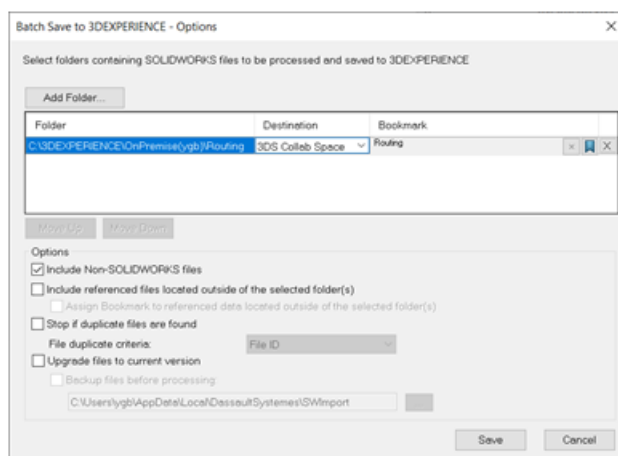 Batch Save to 3DEXPERIENCE - Options
Select folders containing SOLIDWORKS files to be processed and saved to 3DEXPERIENCE
Add Folder...
Folder Destination Bookmark
C:\3DEXPERIENCE\OnPremise(ygb)\Routing 3DS Collab Space Routing
Move Up Move Down
Options
Include Non-SOLIDWORKS files
Include referenced files located outside of the selected folder(s)
Assign Bookmark to referenced data located outside of the selected folder(s)
Stop if duplicate files are found
File duplicate criteria: File ID
Upgrade files to current version
Backup files before processing:
C:\Users\ygb\AppData\Local\DassaultSystemes\SWImport ...
Save Cancel